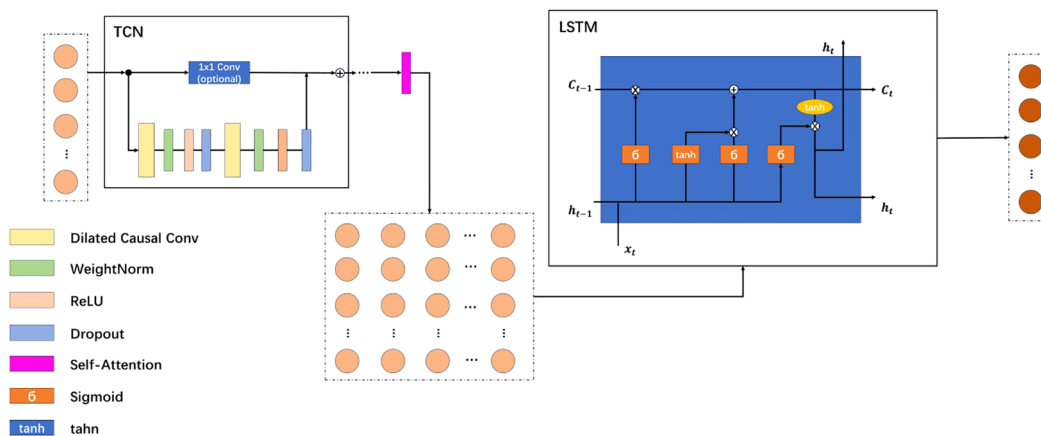 TCN
1x1 Conv
(optional)
LSTM
h_t
C_{t-1}
C_t
tanh
б
tanh
б
б
h_{t-1}
h_t
x_t
Dilated Causal Conv
WeightNorm
ReLU
Dropout
Self-Attention
б Sigmoid
tanh tahn